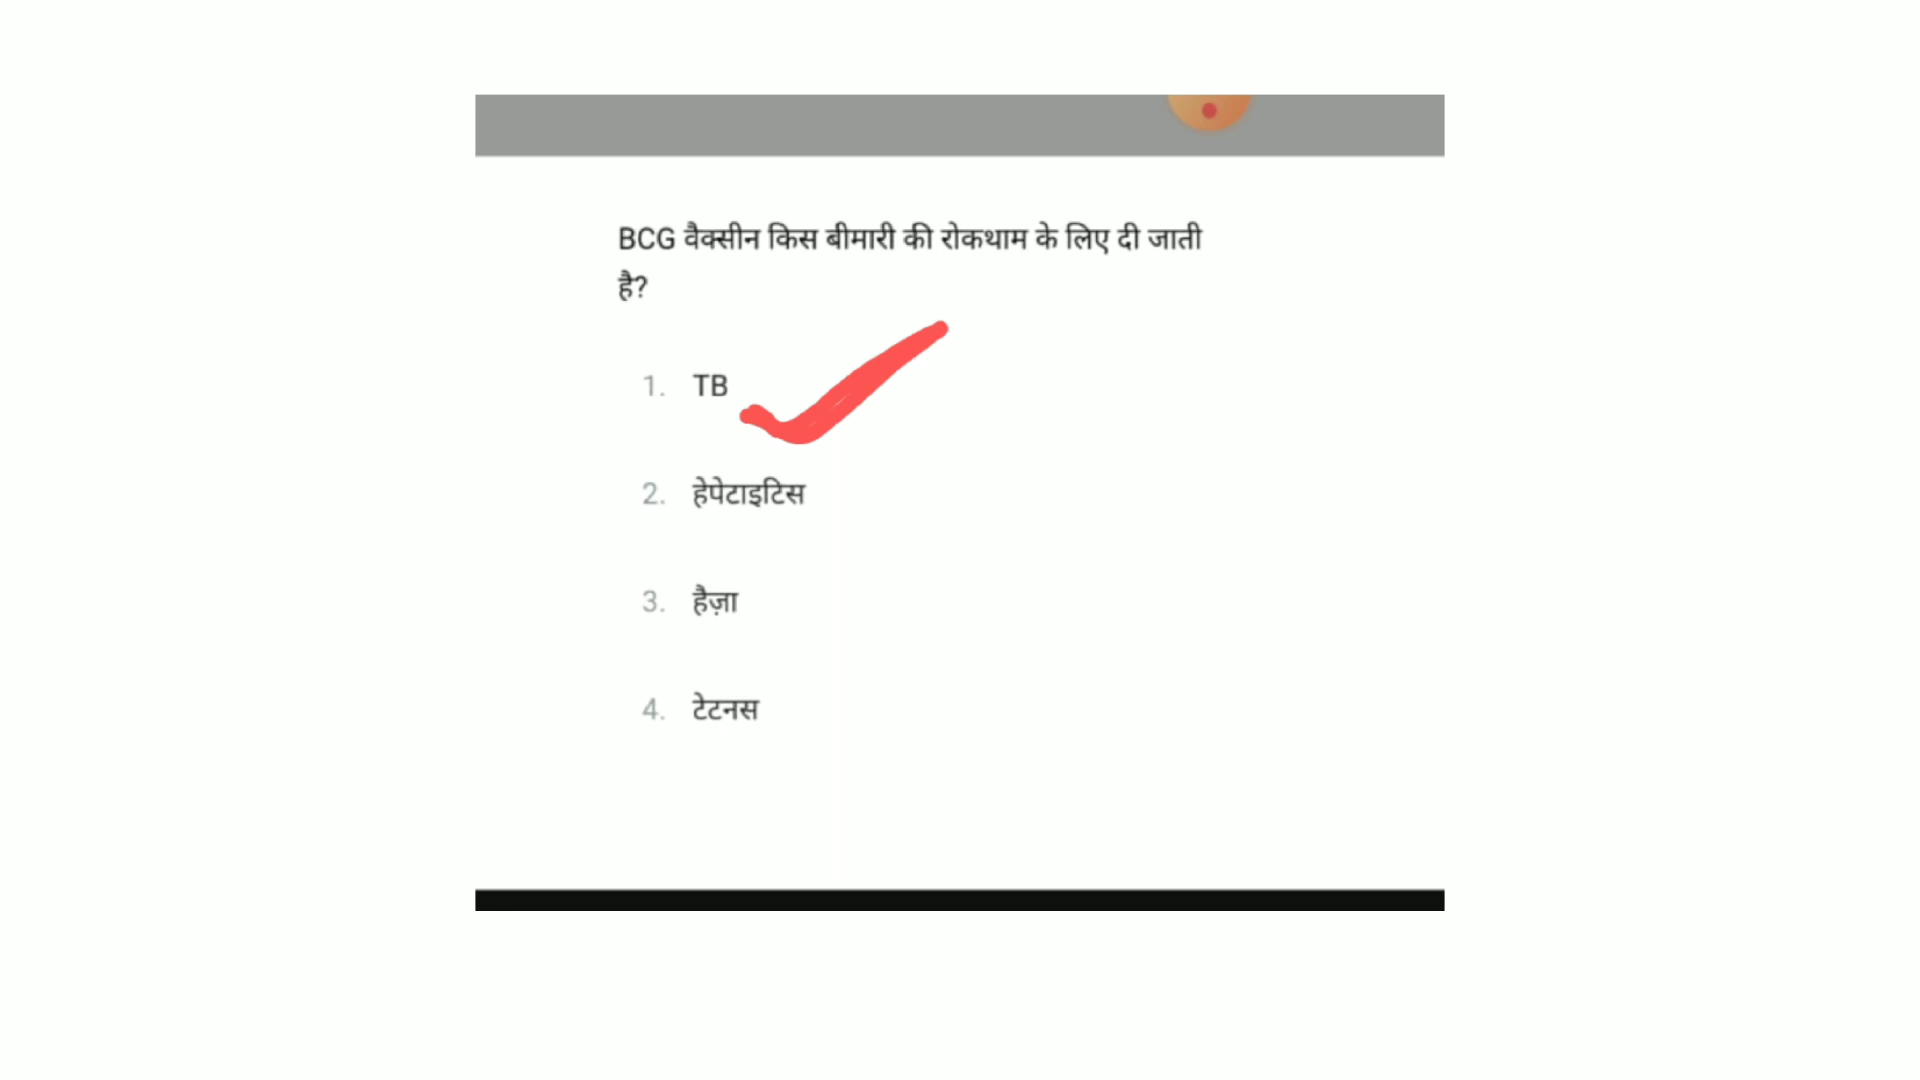 BCG वैक्सीन किस बीमारी की रोकथाम के लिए दी जाती
है?
1. TB
2. हेपेटाइटिस
3. हैज़ा
4. टेटनस